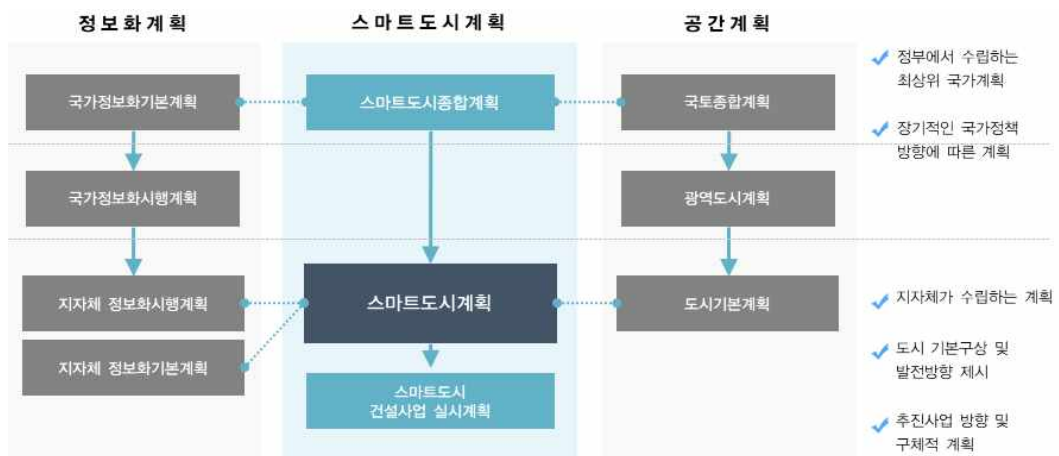 정보화계획
스마트도시계획
공간계획
국가정보화기본계획
스마트도시종합계획
국토종합계획
정부에서 수립하는
최상위 국가계획
장기적인 국가정책
방향에 따른 계획
국가정보화시행계획
광역도시계획
지자체 정보화시행계획
스마트도시계획
도시기본계획
지자체 정보화기본계획
스마트도시
건설사업 실시계획
지자체가 수립하는 계획
도시 기본구상 및
발전방향 제시
추진사업 방향 및
구체적 계획